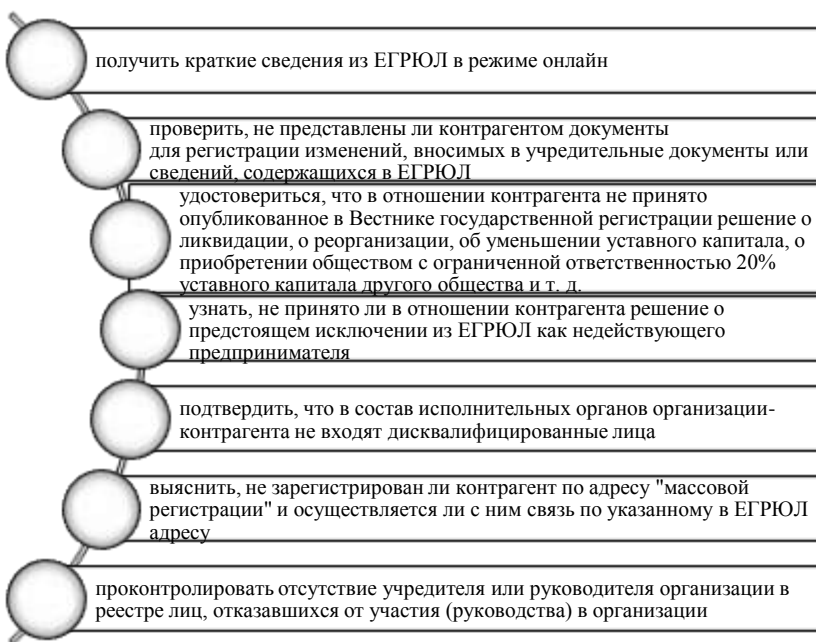 получить краткие сведения из ЕГРЮЛ в режиме онлайн
проверить, не представлены ли контрагентом документы
для регистрации изменений, вносимых в учредительные документы или
сведений, содержащихся в ЕГРЮЛ
удостовериться, что в отношении контрагента не принято
опубликованное в Вестнике государственной регистрации решение о
ликвидации, о реорганизации, об уменьшении уставного капитала, о
приобретении обществом с ограниченной ответственностью 20%
уставного капитала другого общества и т. д.
узнать, не принято ли в отношении контрагента решение о
предстоящем исключении из ЕГРЮЛ как недействующего
предпринимателя
подтвердить, что в состав исполнительных органов организации-
контрагента не входят дисквалифицированные лица
выяснить, не зарегистрирован ли контрагент по адресу "массовой
регистрации" и осуществляется ли с ним связь по указанному в ЕГРЮЛ
адресу
проконтролировать отсутствие учредителя или руководителя организации в
реестре лиц, отказавшихся от участия (руководства) в организации